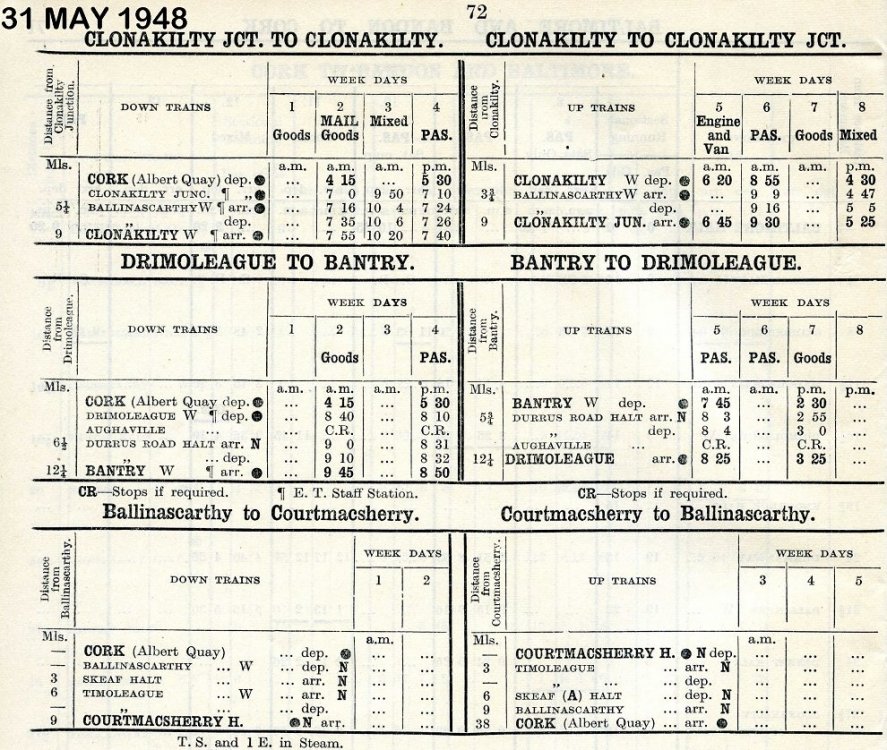 31 MAY 1948
72
CLONAKILTY JCT. TO CLONAKILTY.
Distance from Clonakilty Junction.
DOWN TRAINS
WEEK DAYS
1 2 3 4
Goods MAIL Goods Mixed PAS.
Mls. a.m. a.m. a.m. p.m.
CORK (Albert Quay) dep. ... 4 15 ... 5 30
CLONAKILTY JUNC. ¶ „ ... 7 0 9 50 7 10
5¼ BALLINASCARTHY W ¶ arr. ... 7 16 10 4 7 24
„ dep. ... 7 35 10 6 7 26
9 CLONAKILTY W ¶ arr. ... 7 55 10 20 7 40
CLONAKILTY TO CLONAKILTY JCT.
Distance from Clonakilty
UP TRAINS
WEEK DAYS
5 6 7 8
Engine and Van PAS. Goods Mixed
Mls. a.m. a.m. a.m. p.m.
CLONAKILTY W dep. 6 20 8 55 ... 4 30
3¾ BALLINASCARTHY W arr. ... 9 9 ... 4 47
„ dep. ... 9 16 ... 5 5
9 CLONAKILTY JUN. arr. 6 45 9 30 ... 5 25
DRIMOLEAGUE TO BANTRY.
Distance from Drimoleague.
DOWN TRAINS
WEEK DAYS
1 2 3 4
Goods PAS.
Mls. a.m. a.m. a.m. p.m.
CORK (Albert Quay dep. ... 4 15 ... 5 30
DRIMOLEAGUE W ¶ dep. ... 8 40 ... 8 10
AUGHAVILLE ... ... C.R. ... C.R.
6½ DURRUS ROAD HALT arr. N ... 9 0 ... 8 31
„ ... dep. ... 9 10 ... 8 32
12¼ BANTRY W ¶ arr. ... 9 45 ... 8 50
BANTRY TO DRIMOLEAGUE.
Distance from Bantry.
UP TRAINS
WEEK DAYS
5 6 7 8
PAS. PAS. Goods
Mls. a.m. a.m. p.m. p.m.
BANTRY W dep. 7 45 ... 2 30 ...
5¾ DURRUS ROAD HALT arr. N 8 3 ... 2 55 ...
„ dep. 8 4 ... 3 0 ...
AUGHAVILLE C.R. ... C.R. ...
12¼ DRIMOLEAGUE arr. 8 25 ... 3 25 ...
CR—Stops if required. ¶ E. T. Staff Station.
CR—Stops if required.
Ballinascarthy to Courtmacsherry.
Distance from Ballinascarthy.
DOWN TRAINS
WEEK DAYS
1 2
Mls. a.m.
— CORK (Albert Quay) ... dep. ... ...
— BALLINASCARTHY ... W ... dep. N ... ...
3 SKEAF HALT ... arr. N ... ...
6 TIMOLEAGUE ... W ... arr. N ... ...
— „ ... dep. ... ...
9 COURTMACSHERRY H. N arr. ... ...
Courtmacsherry to Ballinascarthy.
Distance from Courtmacsherry.
UP TRAINS
WEEK DAYS
3 4 5
Mls. a.m.
— COURTMACSHERRY H. N dep. ... ... ...
3 TIMOLEAGUE ... arr. N ... ... ...
— „ ... dep. ... ... ...
6 SKEAF (A) HALT ... dep. N ... ... ...
9 BALLINASCARTHY ... arr. N ... ... ...
38 CORK (Albert Quay) ... arr. ... ... ...
T. S. and 1 E. in Steam.